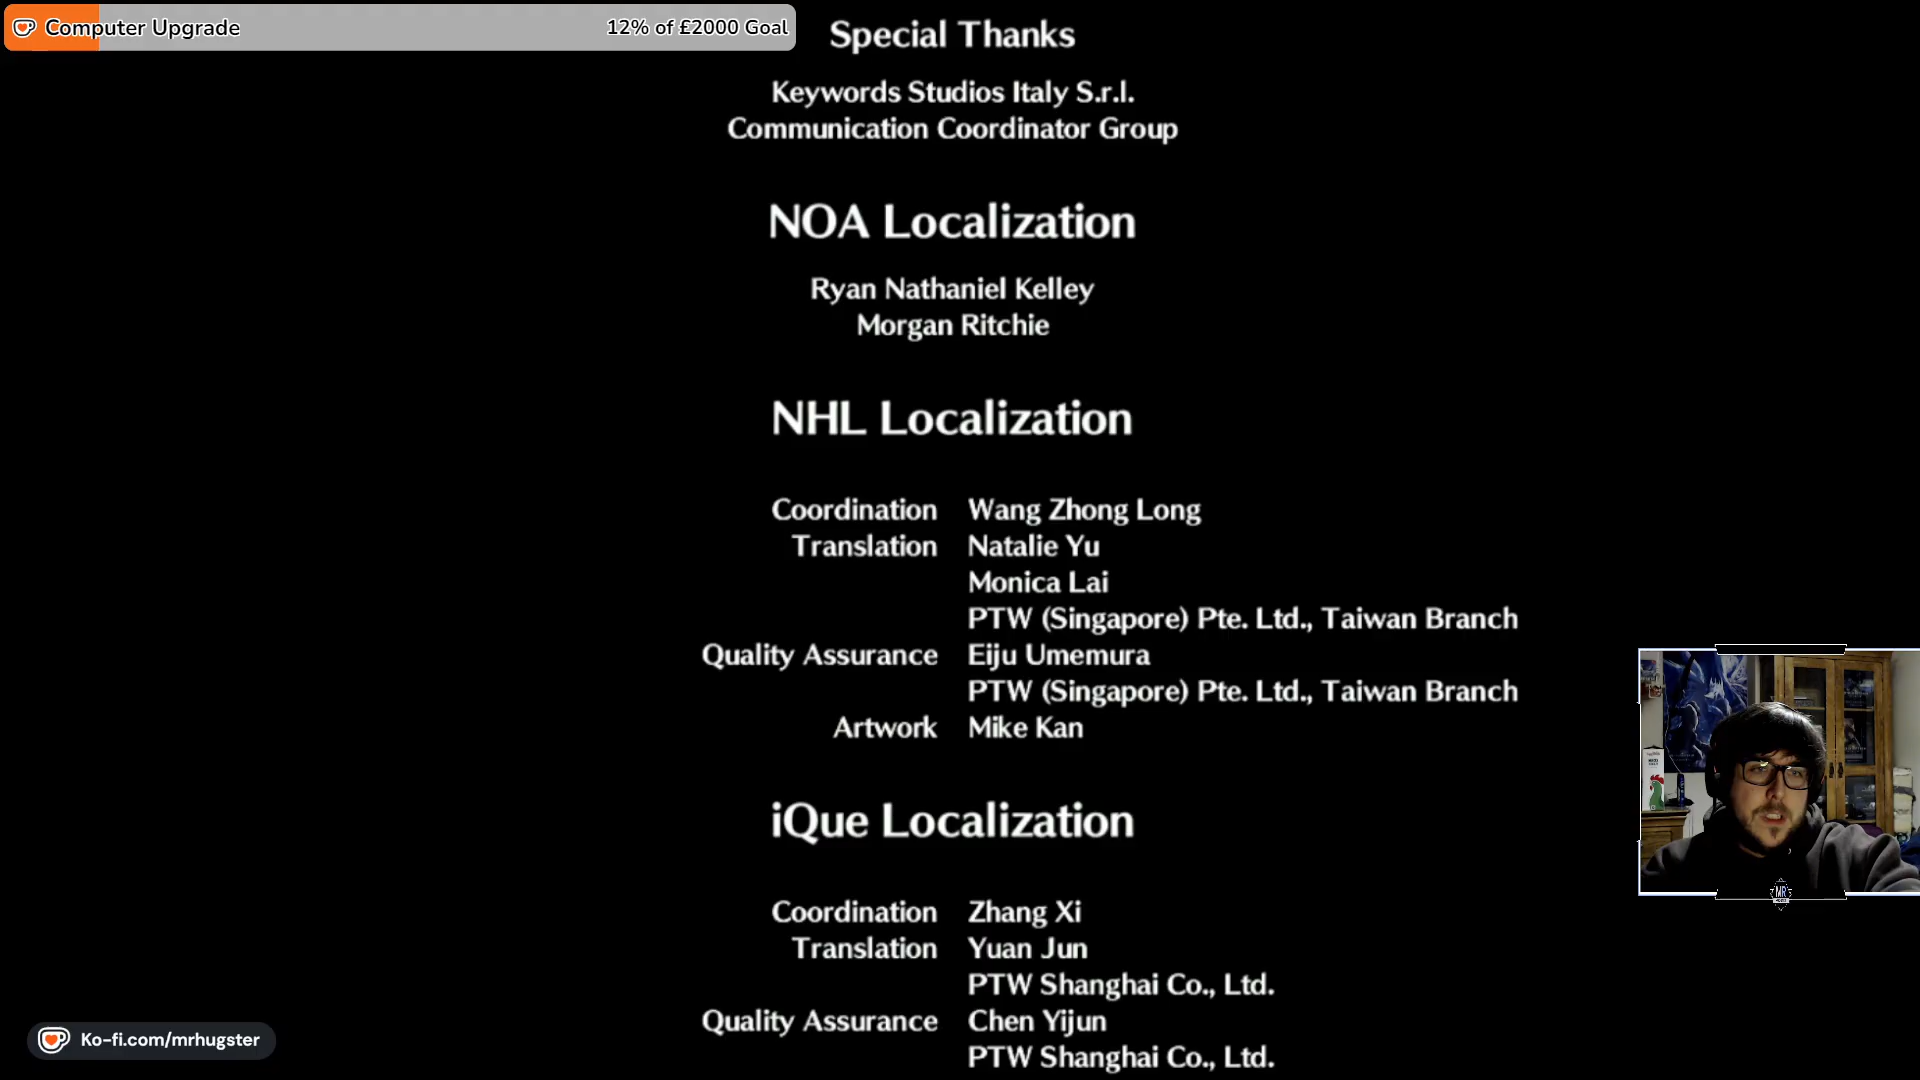 Computer Upgrade 12% of £2000 Goal
Special Thanks
Keywords Studios Italy S.r.l.
Communication Coordinator Group
NOA Localization
Ryan Nathaniel Kelley
Morgan Ritchie
NHL Localization
Coordination Wang Zhong Long
Translation Natalie Yu
Monica Lai
PTW (Singapore) Pte. Ltd., Taiwan Branch
Quality Assurance Eiju Umemura
PTW (Singapore) Pte. Ltd., Taiwan Branch
Artwork Mike Kan
iQue Localization
Coordination Zhang Xi
Translation Yuan Jun
PTW Shanghai Co., Ltd.
Quality Assurance Chen Yijun
PTW Shanghai Co., Ltd.
Ko-fi.com/mrhugster
MR